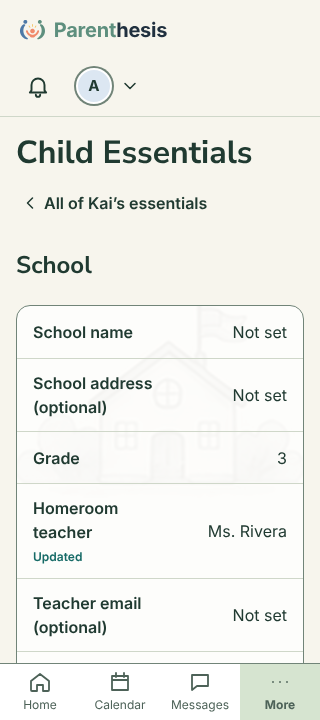 Parenthesis
A
Child Essentials
All of Kai’s essentials
School
School name
Not set
School address
(optional)
Not set
Grade
3
Homeroom
teacher
Updated
Ms. Rivera
Teacher email
(optional)
Not set
Home
Calendar
Messages
More